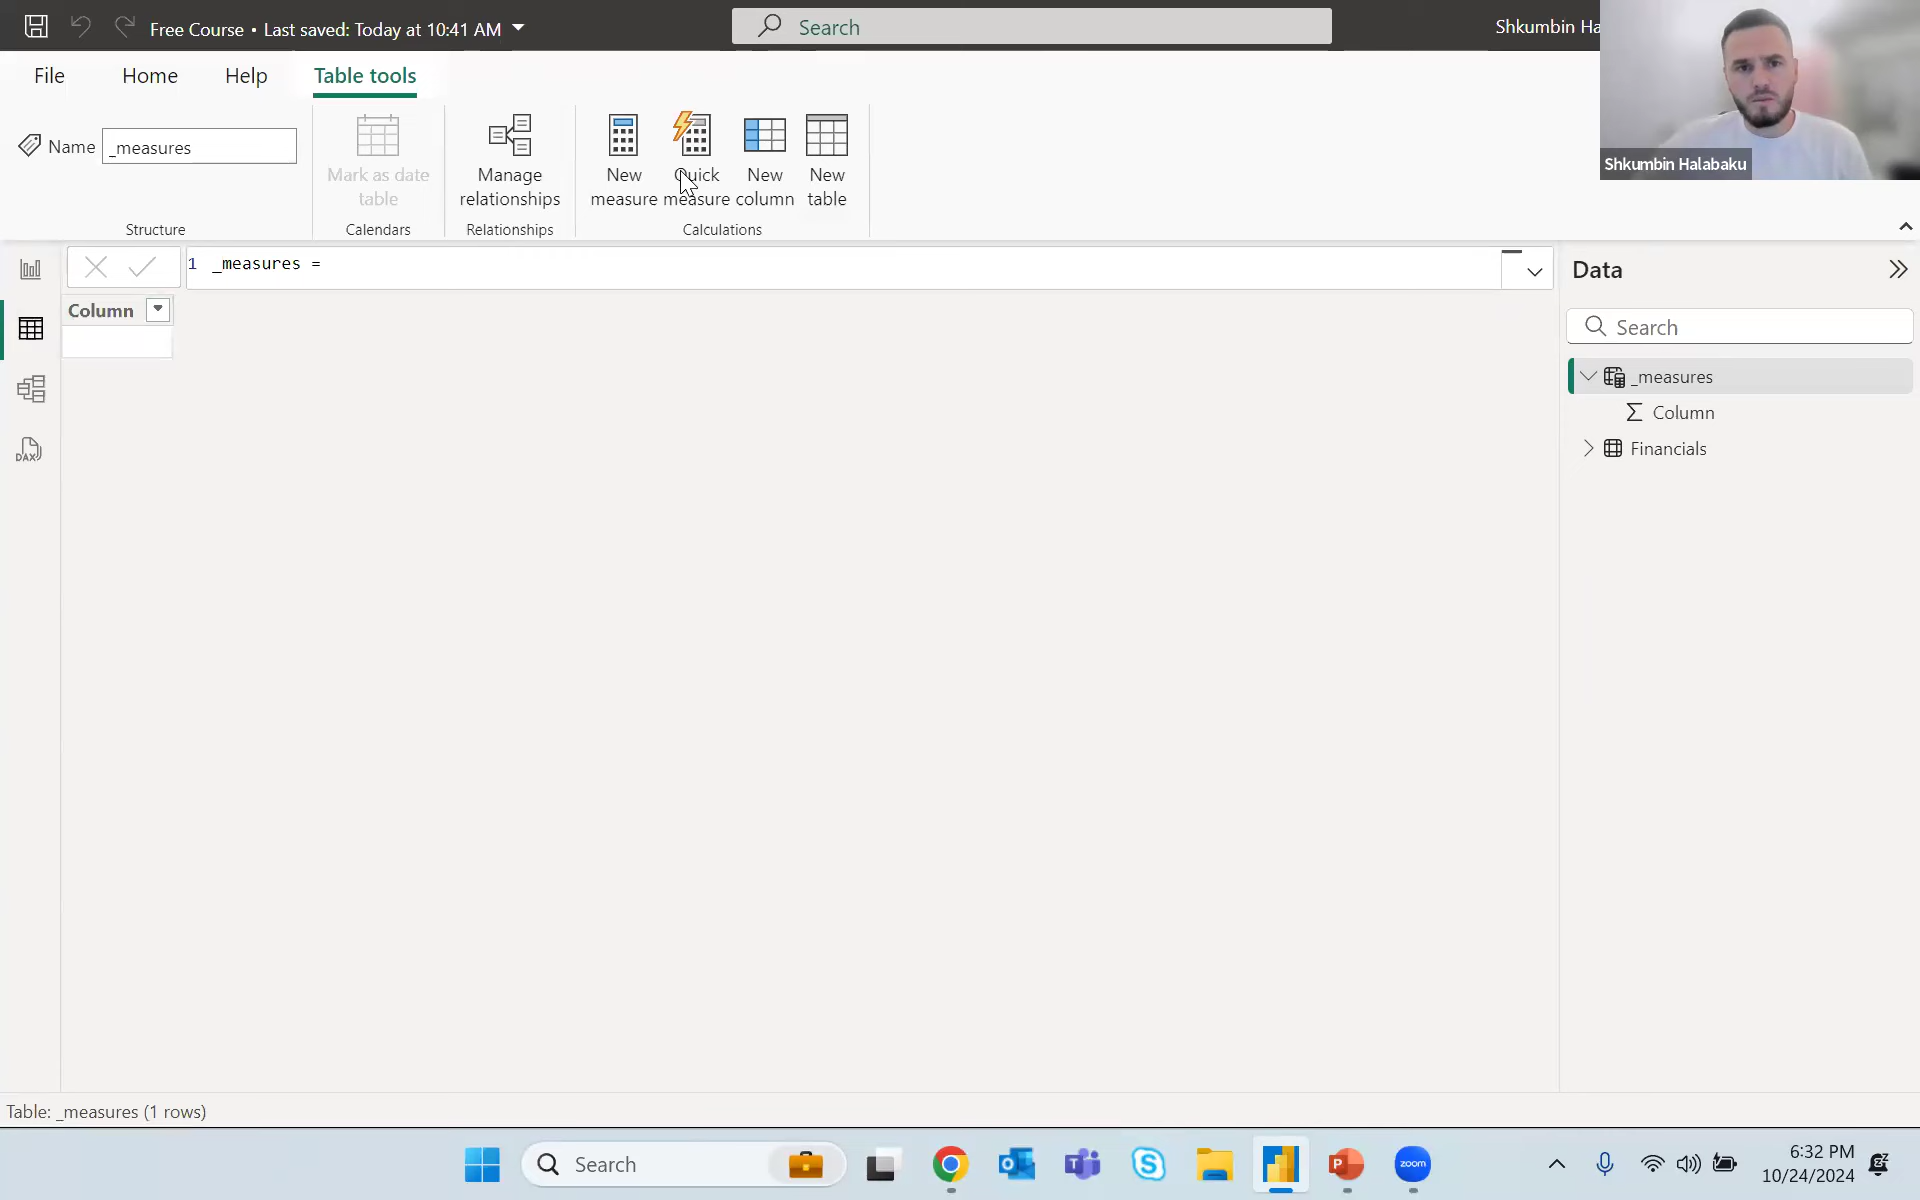 Free Course • Last saved: Today at 10:41 AM
Search
Shkumbin Ha
File
Home
Help
Table tools
Name
_measures
Mark as date
table
Manage
relationships
New
measure
Quick
measure
New
column
New
table
Structure
Calendars
Relationships
Calculations
Shkumbin Halabaku
1 _measures =
Column
Data
Search
_measures
Column
Financials
DAX
Table: _measures (1 rows)
Search
zoom
6:32 PM
10/24/2024